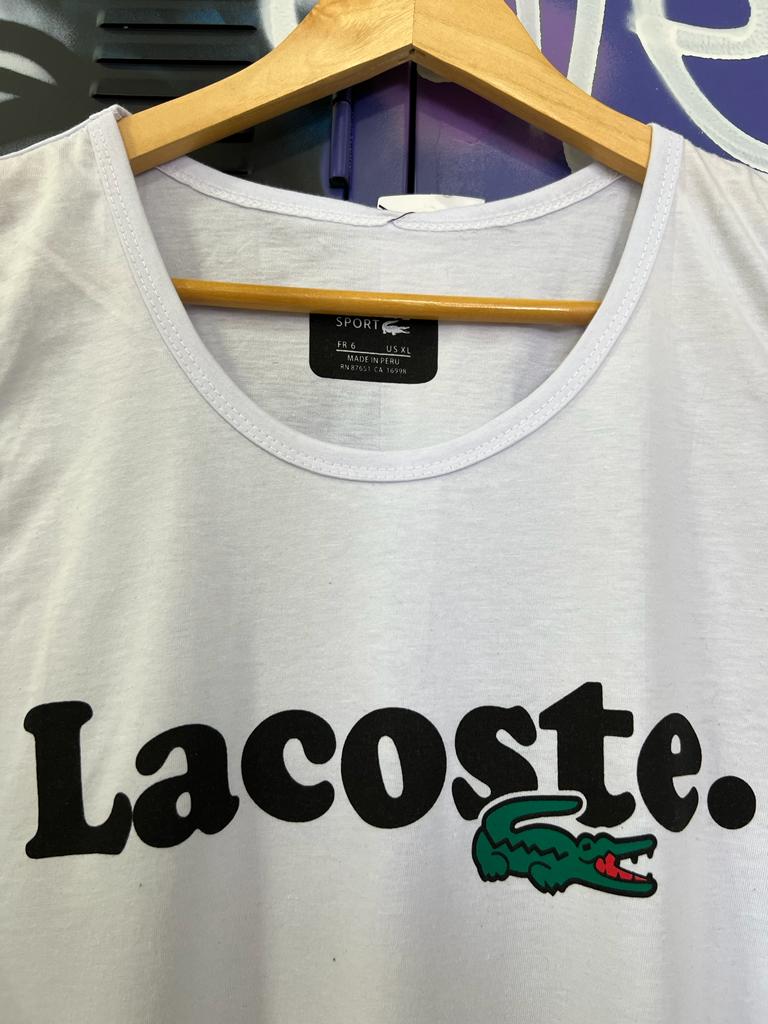 SPORT
FR 6 US XL
MADE IN PERU
RN 87651 CA 16998
Lacoste.